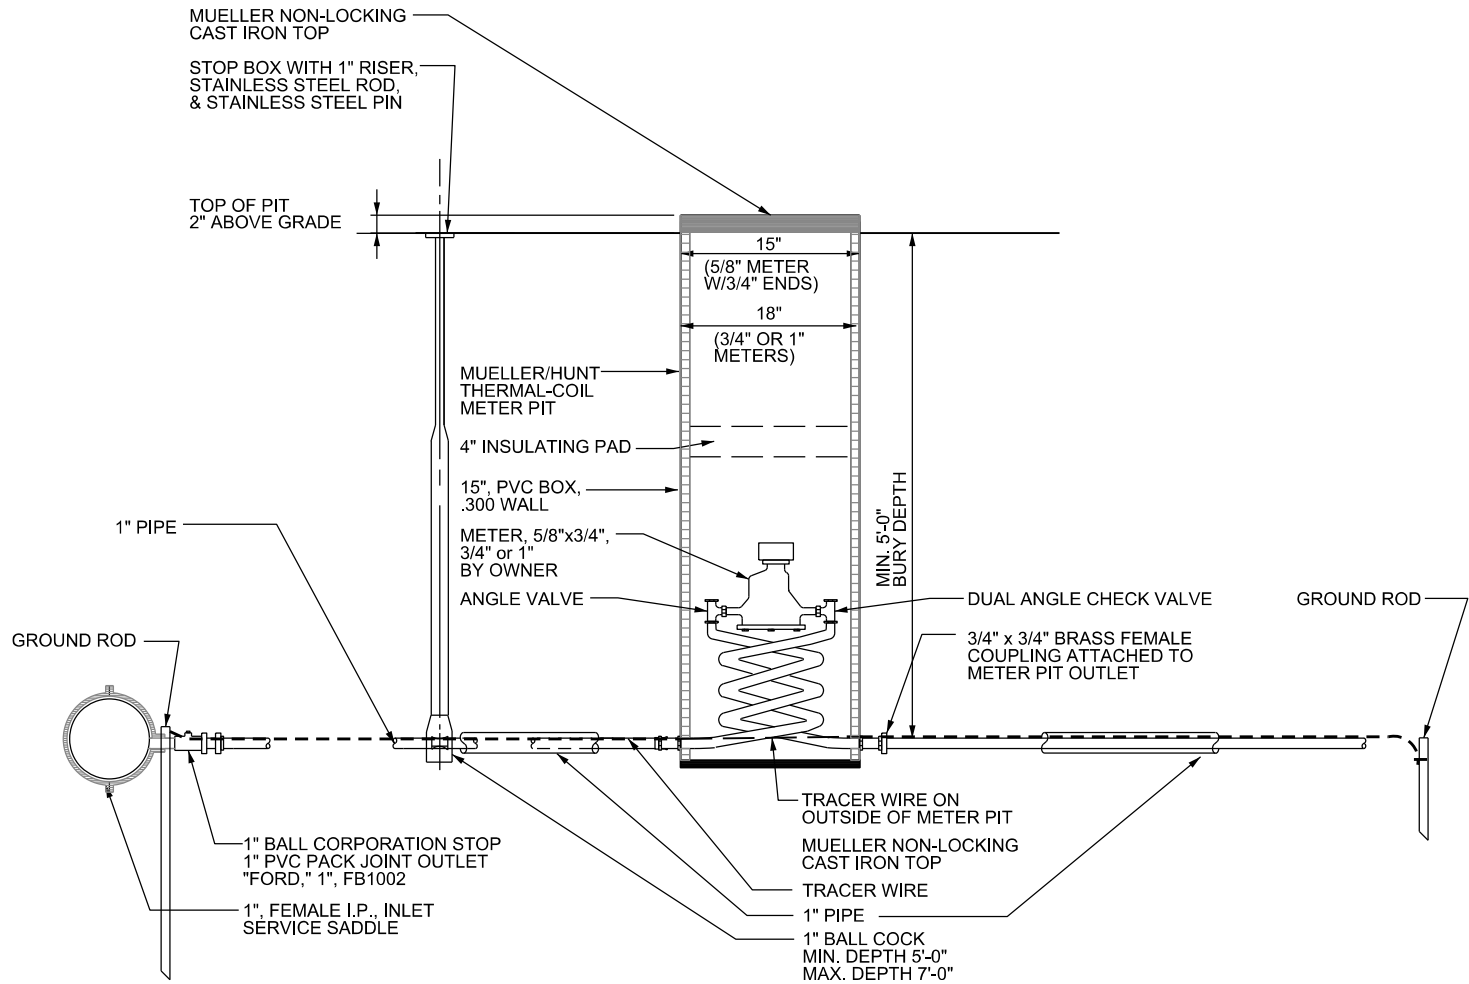 MUELLER NON-LOCKING
CAST IRON TOP
STOP BOX WITH 1" RISER,
STAINLESS STEEL ROD,
& STAINLESS STEEL PIN
TOP OF PIT
2" ABOVE GRADE
15"
(5/8" METER
W/3/4" ENDS)
18"
(3/4" OR 1"
METERS)
MUELLER/HUNT
THERMAL-COIL
METER PIT
4" INSULATING PAD
15", PVC BOX,
.300 WALL
METER, 5/8"x3/4",
3/4" or 1"
BY OWNER
ANGLE VALVE
MIN. 5'-0"
BURY DEPTH
1" PIPE
DUAL ANGLE CHECK VALVE
GROUND ROD
3/4" x 3/4" BRASS FEMALE
COUPLING ATTACHED TO
METER PIT OUTLET
GROUND ROD
1" BALL CORPORATION STOP
1" PVC PACK JOINT OUTLET
"FORD," 1", FB1002
1", FEMALE I.P., INLET
SERVICE SADDLE
TRACER WIRE ON
OUTSIDE OF METER PIT
MUELLER NON-LOCKING
CAST IRON TOP
TRACER WIRE
1" PIPE
1" BALL COCK
MIN. DEPTH 5'-0"
MAX. DEPTH 7'-0"